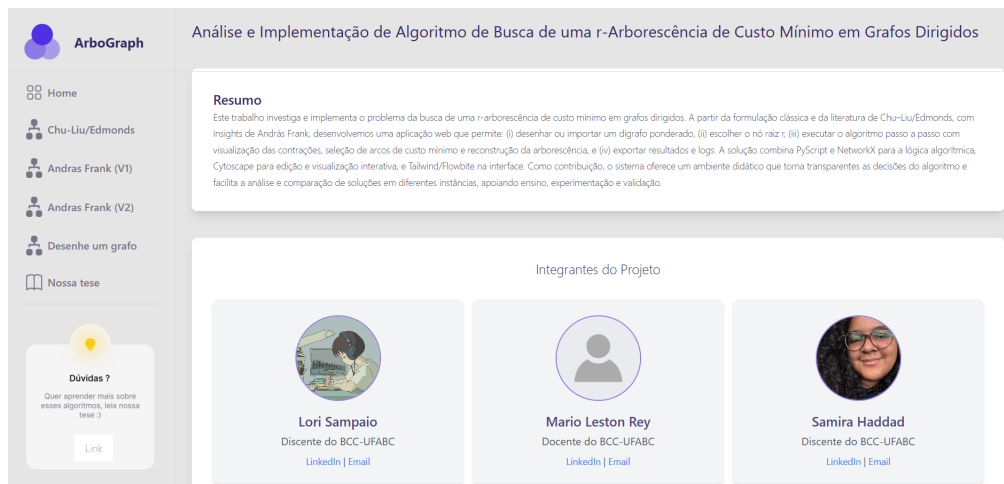 ArboGraph
Análise e Implementação de Algoritmo de Busca de uma r-Arborescência de Custo Mínimo em Grafos Dirigidos
Home
Chu-Liu/Edmonds
Andras Frank (V1)
Andras Frank (V2)
Desenhe um grafo
Nossa tese
Dúvidas ?
Quer aprender mais sobre
esses algoritmos, leia nossa
tese :)
Link
Resumo
Este trabalho investiga e implementa o problema da busca de uma r-arborescência de custo mínimo em grafos dirigidos. A partir da formulação clássica e da literatura de Chu–Liu/Edmonds, com
insights de András Frank, desenvolvemos uma aplicação web que permite: (i) desenhar ou importar um digrafo ponderado, (ii) escolher o nó raiz r, (iii) executar o algoritmo passo a passo com
visualização das contrações, seleção de arcos de custo mínimo e reconstrução da arborescência, e (iv) exportar resultados e logs. A solução combina PyScript e NetworkX para a lógica algorítmica,
Cytoscape para edição e visualização interativa, e Tailwind/Flowbite na interface. Como contribuição, o sistema oferece um ambiente didático que torna transparentes as decisões do algoritmo e
facilita a análise e comparação de soluções em diferentes instâncias, apoiando ensino, experimentação e validação.
Integrantes do Projeto
Lori Sampaio
Discente do BCC-UFABC
LinkedIn | Email
Mario Leston Rey
Docente do BCC-UFABC
LinkedIn | Email
Samira Haddad
Discente do BCC-UFABC
LinkedIn | Email